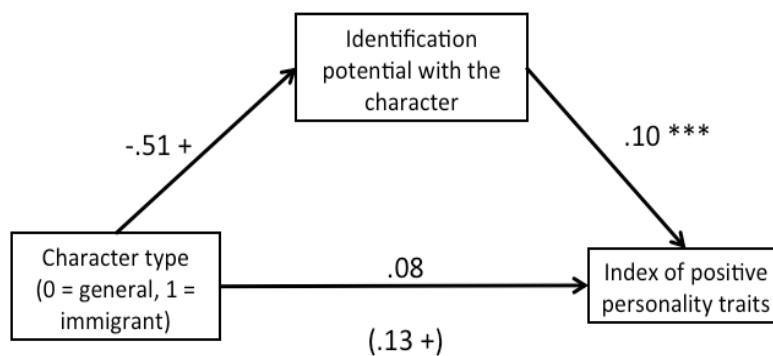 Identification
potential with the
character
-.51 +
.10 ***
Character type
(0 = general, 1 =
immigrant)
.08
(.13 +)
Index of positive
personality traits